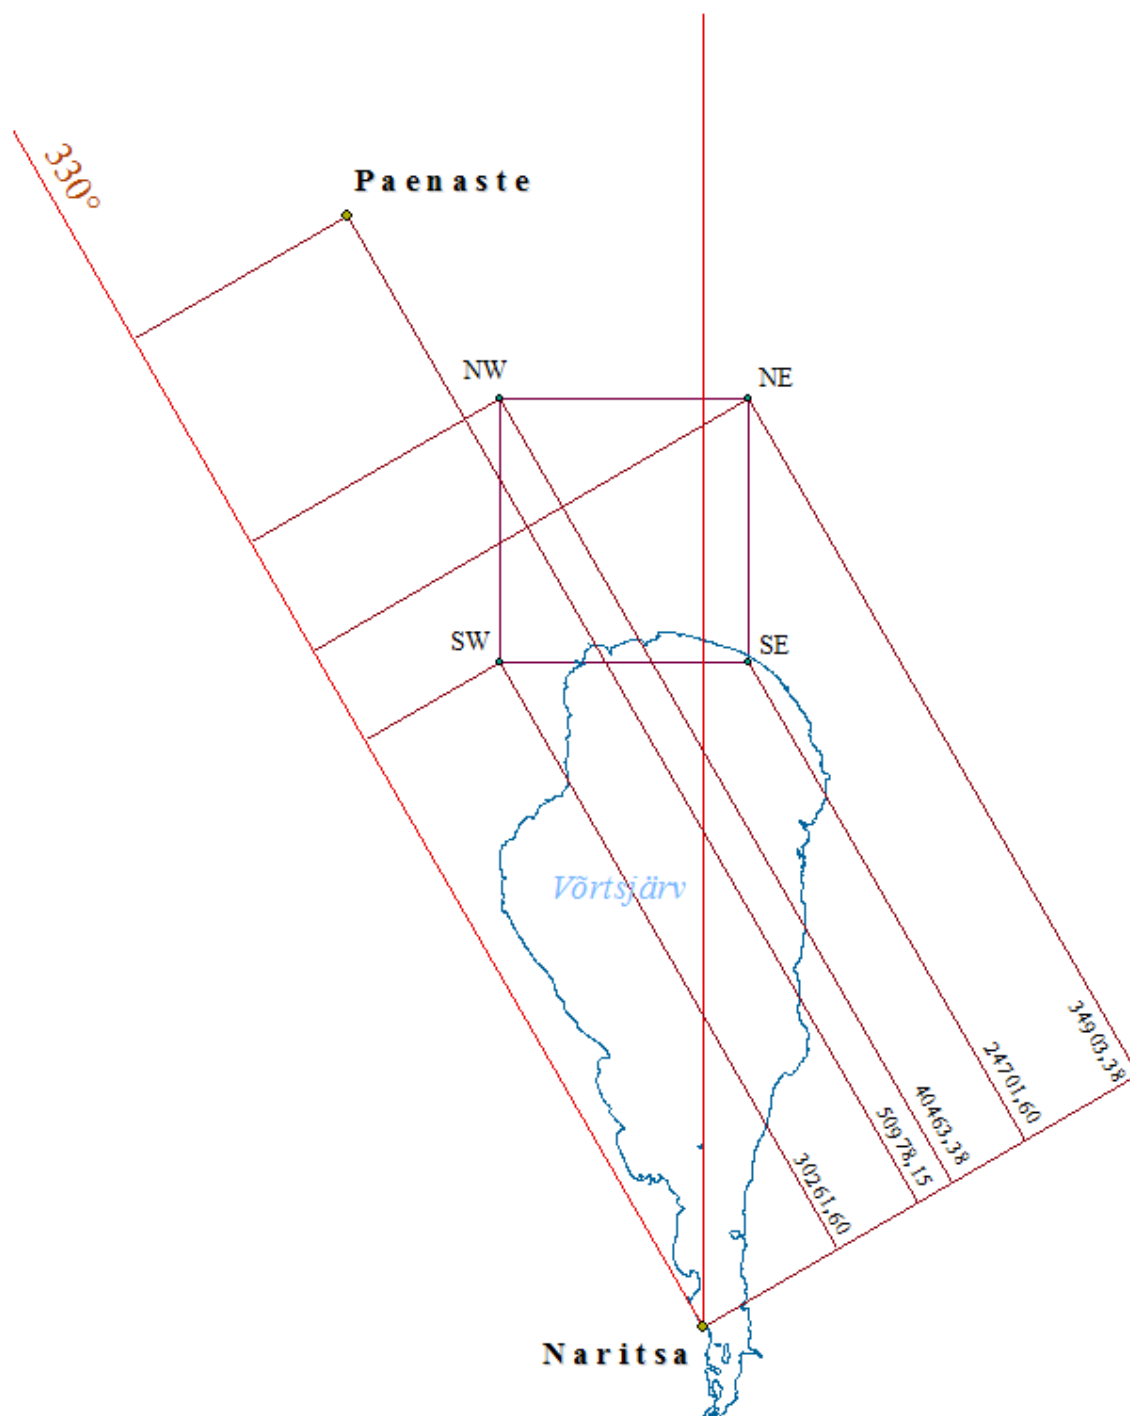 330°
Paenaste
NW
NE
SW
SE
Võrtsjärv
34903,38
24701,60
40463,38
50978,15
30261,60
Naritsa